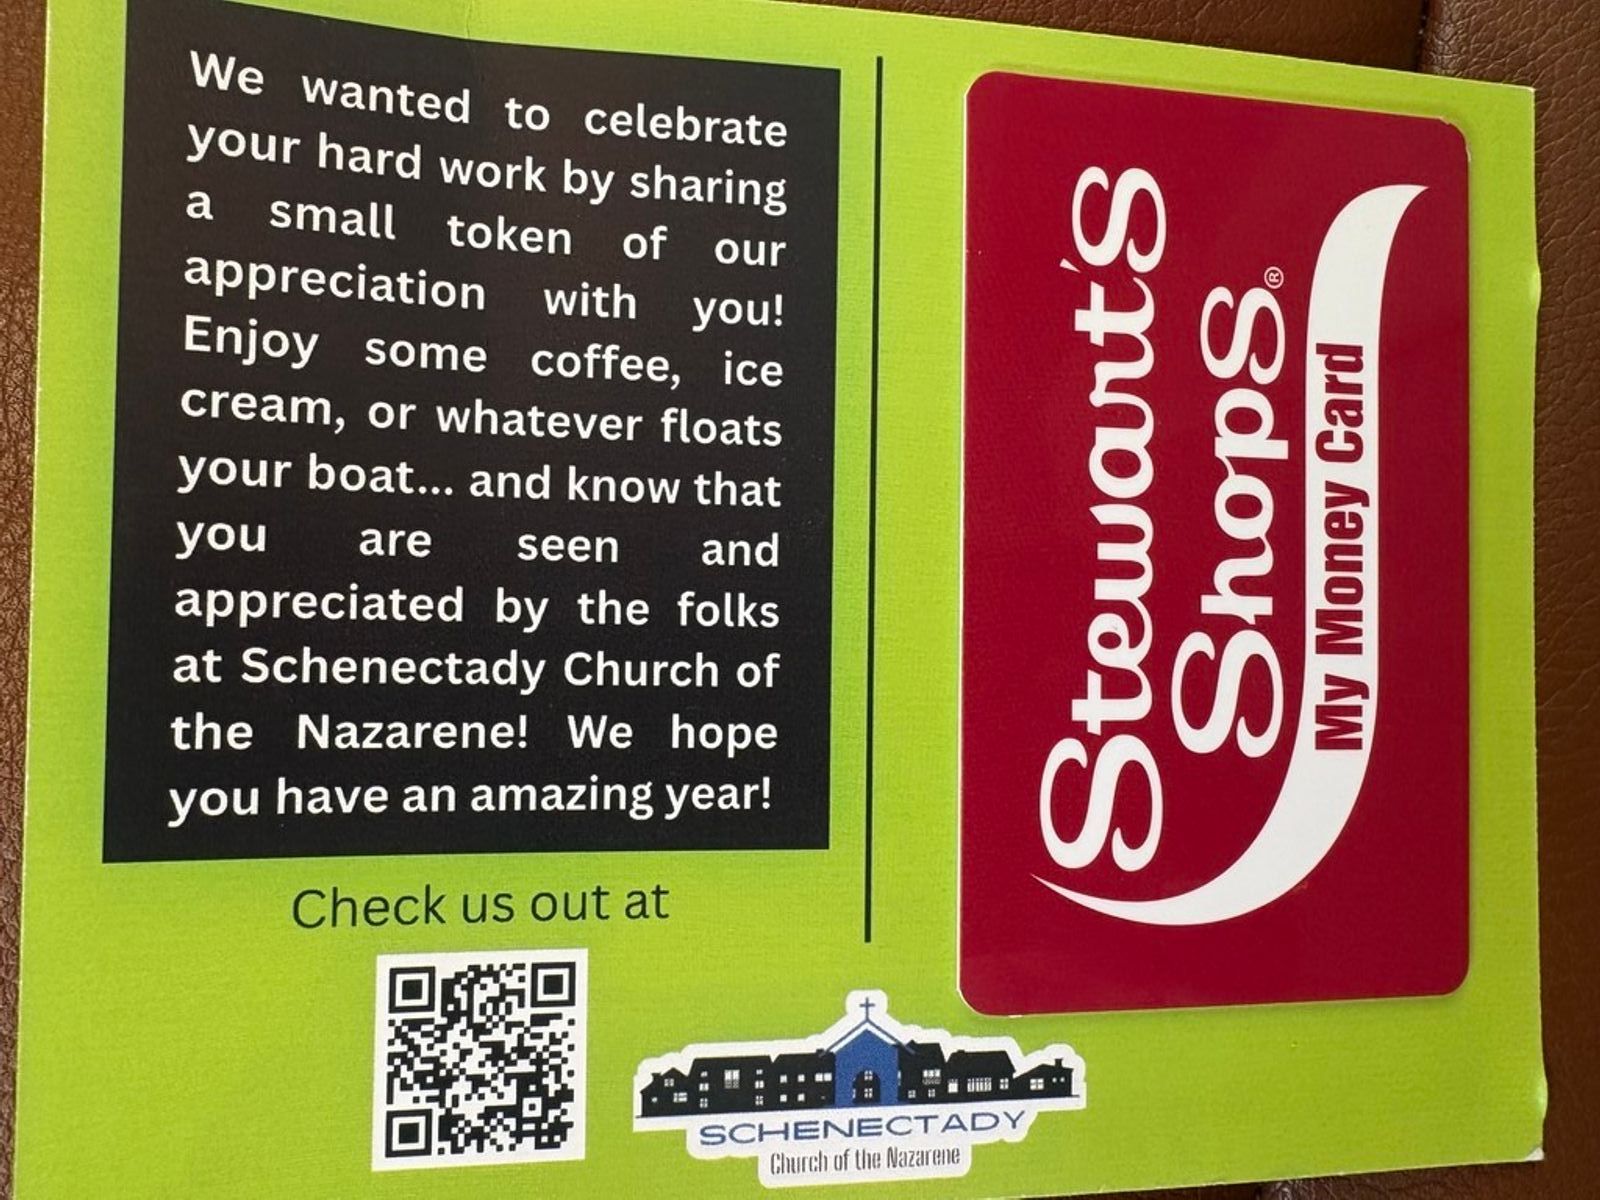 We wanted to celebrate
your hard work by sharing
a small token of our
appreciation with you!
Enjoy some coffee, ice
cream, or whatever floats
your boat... and know that
you are seen and
appreciated by the folks
at Schenectady Church of
the Nazarene! We hope
you have an amazing year!
Check us out at
Stewart's
Shops®
My Money Card
SCHENECTADY
Church of the Nazarene